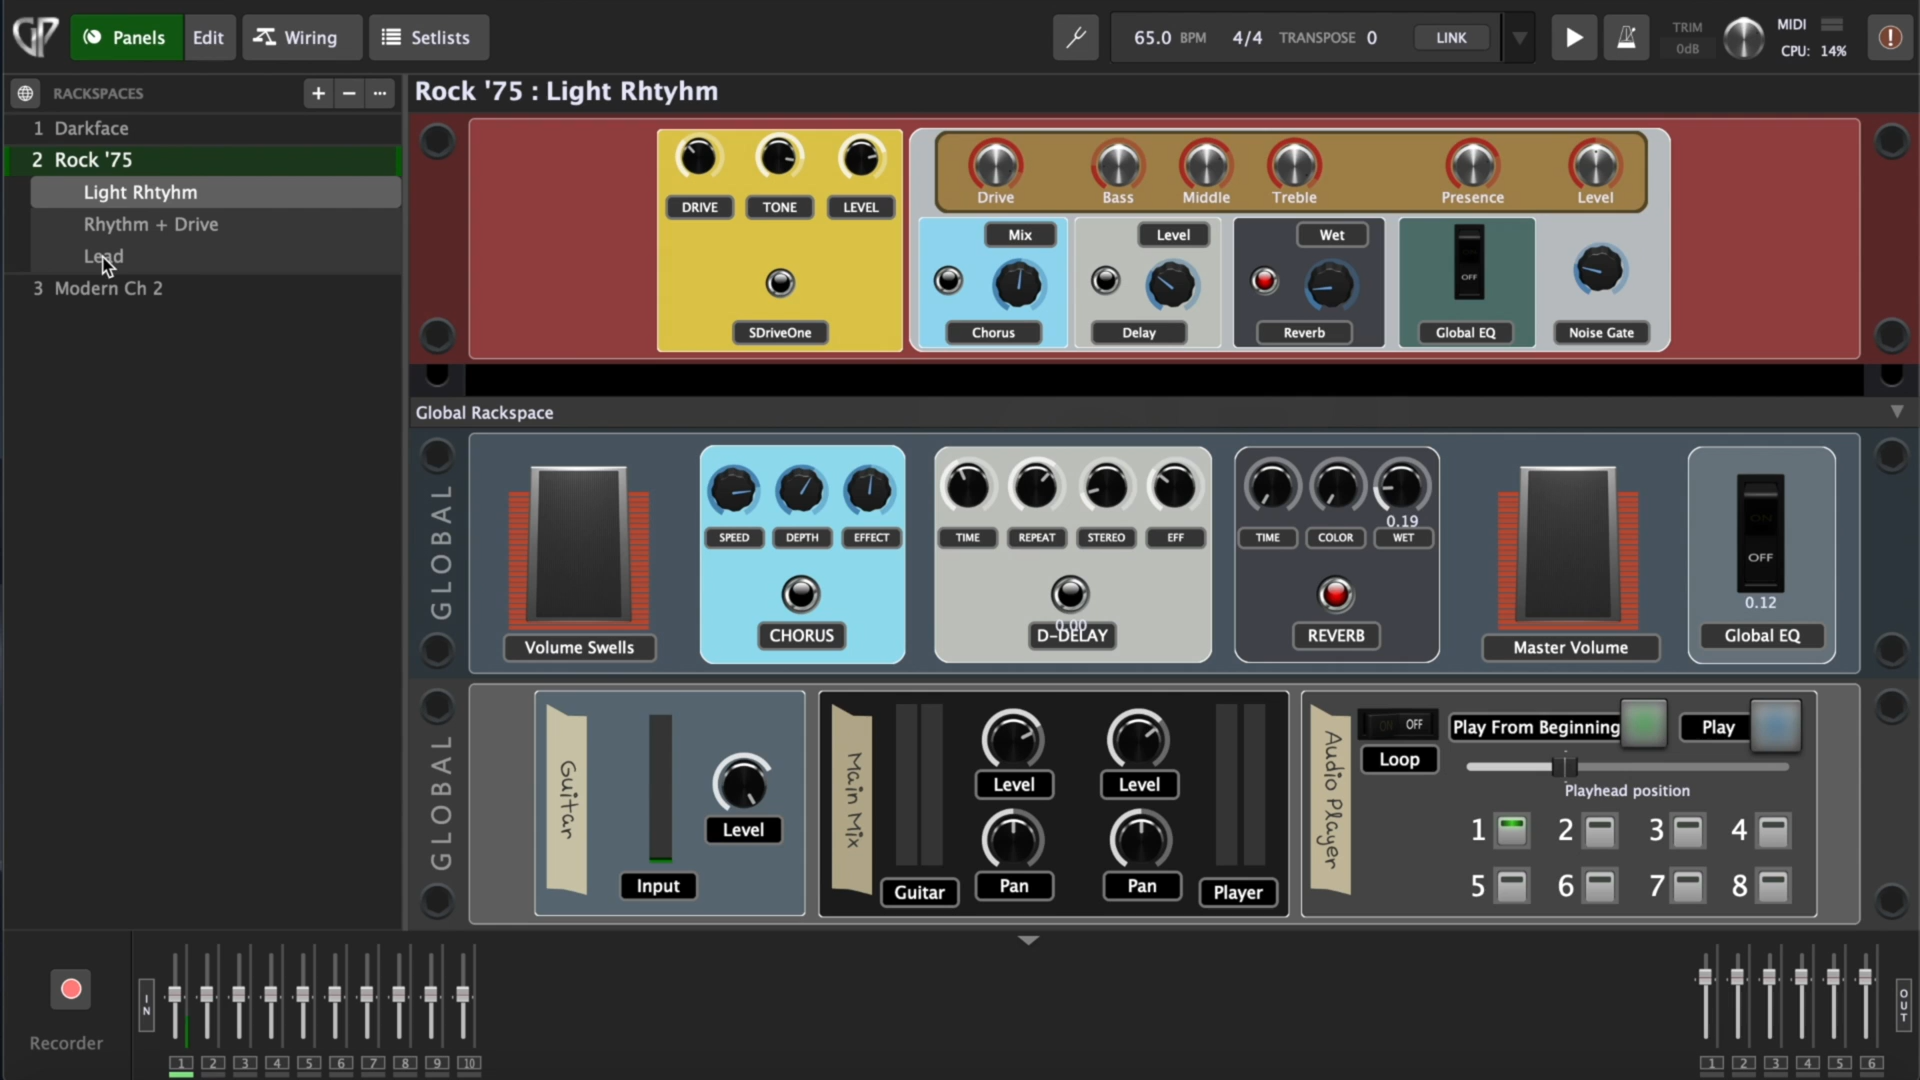 Panels
Edit
Wiring
Setlists
65.0 BPM
4/4
TRANSPOSE 0
LINK
TRIM
0dB
MIDI
CPU: 14%
RACKSPACES
1 Darkface
2 Rock '75
Light Rhtyhm
Rhythm + Drive
Lead
3 Modern Ch 2
Rock '75 : Light Rhtyhm
DRIVE TONE LEVEL
SDriveOne
Drive Bass Middle Treble Presence Level
Mix Level Wet
OFF
Chorus Delay Reverb Global EQ Noise Gate
Global Rackspace
GLOBAL
Volume Swells
SPEED DEPTH EFFECT
CHORUS
TIME REPEAT STEREO EFF
0.00
D-DELAY
0.19
TIME COLOR WET
REVERB
Master Volume
ON
OFF
0.12
Global EQ
GLOBAL
Guitar
Level
Input
Main Mix
Level
Pan
Guitar
Level
Pan
Player
Audio Player
ON OFF
Loop
Play From Beginning
Play
Playhead position
1 2 3 4
5 6 7 8
Recorder
IN
1 2 3 4 5 6 7 8 9 10
OUT
1 2 3 4 5 6